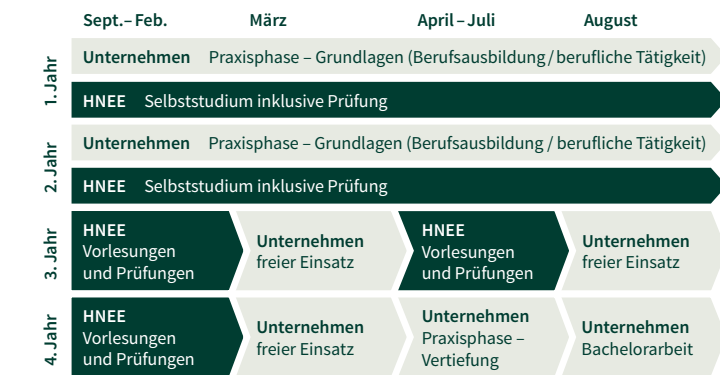 Sept.–Feb. März April–Juli August
1. Jahr
Unternehmen Praxisphase – Grundlagen (Berufsausbildung / berufliche Tätigkeit)
HNEE Selbststudium inklusive Prüfung
2. Jahr
Unternehmen Praxisphase – Grundlagen (Berufsausbildung / berufliche Tätigkeit)
HNEE Selbststudium inklusive Prüfung
3. Jahr
HNEE
Vorlesungen
und Prüfungen
Unternehmen
freier Einsatz
HNEE
Vorlesungen
und Prüfungen
Unternehmen
freier Einsatz
4. Jahr
HNEE
Vorlesungen
und Prüfungen
Unternehmen
freier Einsatz
Unternehmen
Praxisphase –
Vertiefung
Unternehmen
Bachelorarbeit